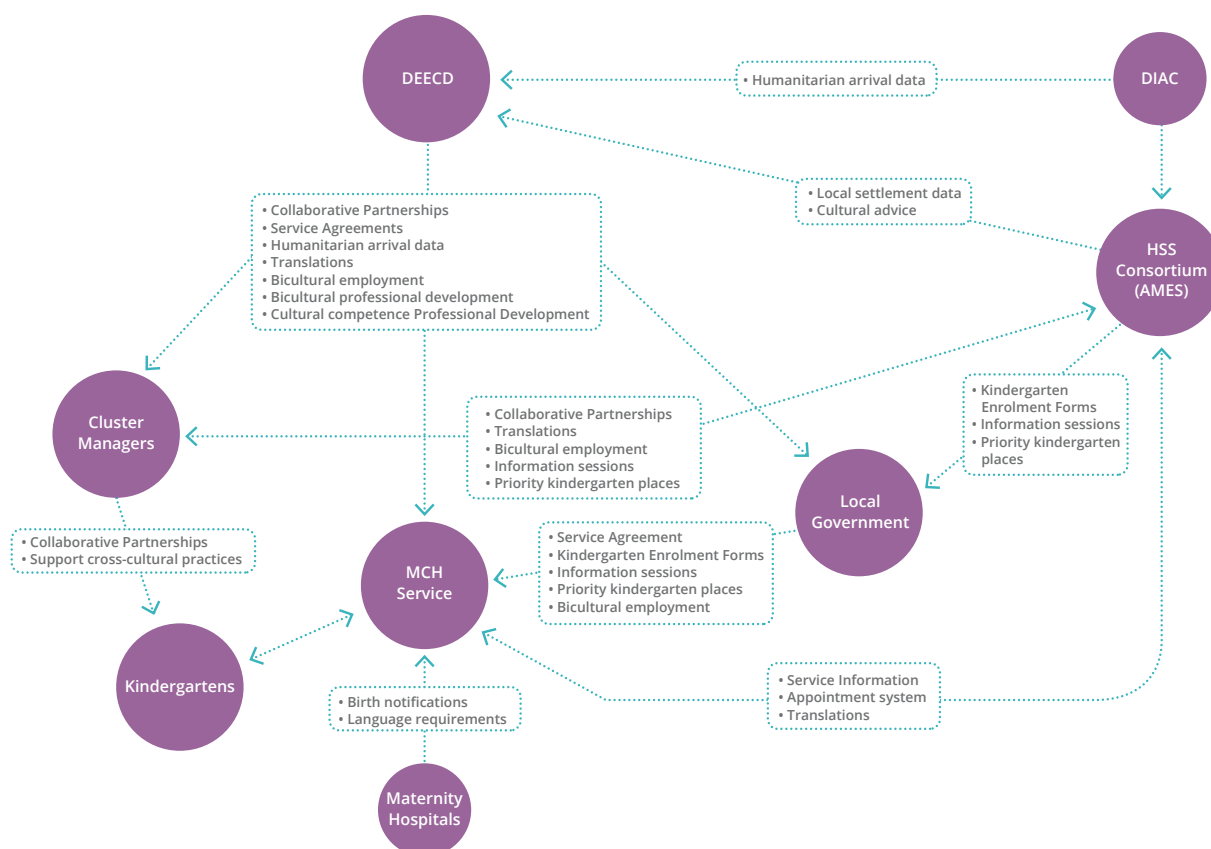 DEECD
• Humanitarian arrival data
DIAC
• Local settlement data
• Cultural advice
• Collaborative Partnerships
• Service Agreements
• Humanitarian arrival data
• Translations
• Bicultural employment
• Bicultural professional development
• Cultural competence Professional Development
HSS
Consortium
(AMES)
Cluster
Managers
• Collaborative Partnerships
• Translations
• Bicultural employment
• Information sessions
• Priority kindergarten places
• Kindergarten
Enrolment Forms
• Information sessions
• Priority kindergarten
places
Local
Government
• Collaborative Partnerships
• Support cross-cultural practices
MCH
Service
• Service Agreement
• Kindergarten Enrolment Forms
• Information sessions
• Priority kindergarten places
• Bicultural employment
Kindergartens
• Birth notifications
• Language requirements
• Service Information
• Appointment system
• Translations
Maternity
Hospitals